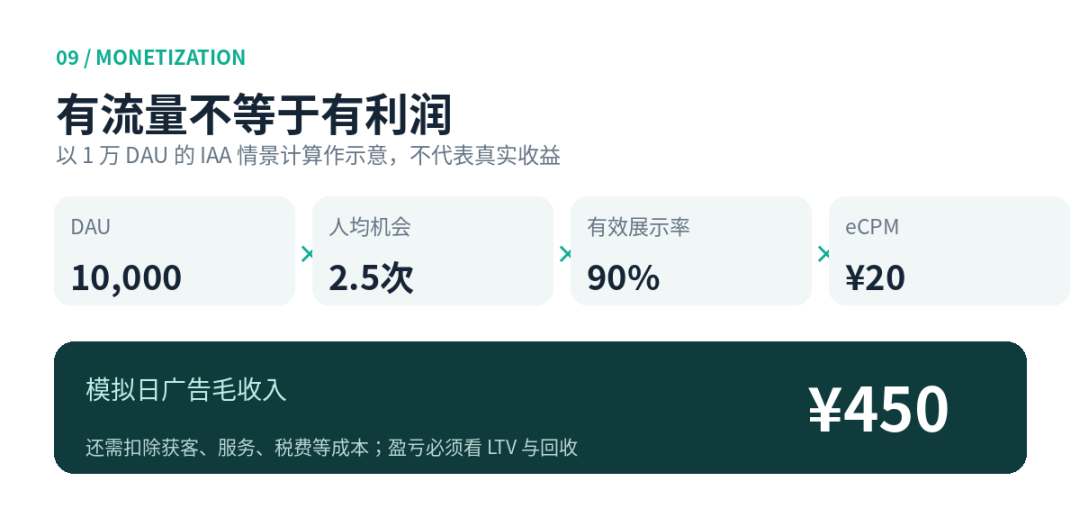 09 / MONETIZATION
有流量不等于有利润
以 1 万 DAU 的 IAA 情景计算作示意，不代表真实收益
DAU
10,000
×
人均机会
2.5次
×
有效展示率
90%
×
eCPM
¥20
模拟日广告毛收入
¥450
还需扣除获客、服务、税费等成本；盈亏必须看 LTV 与回收